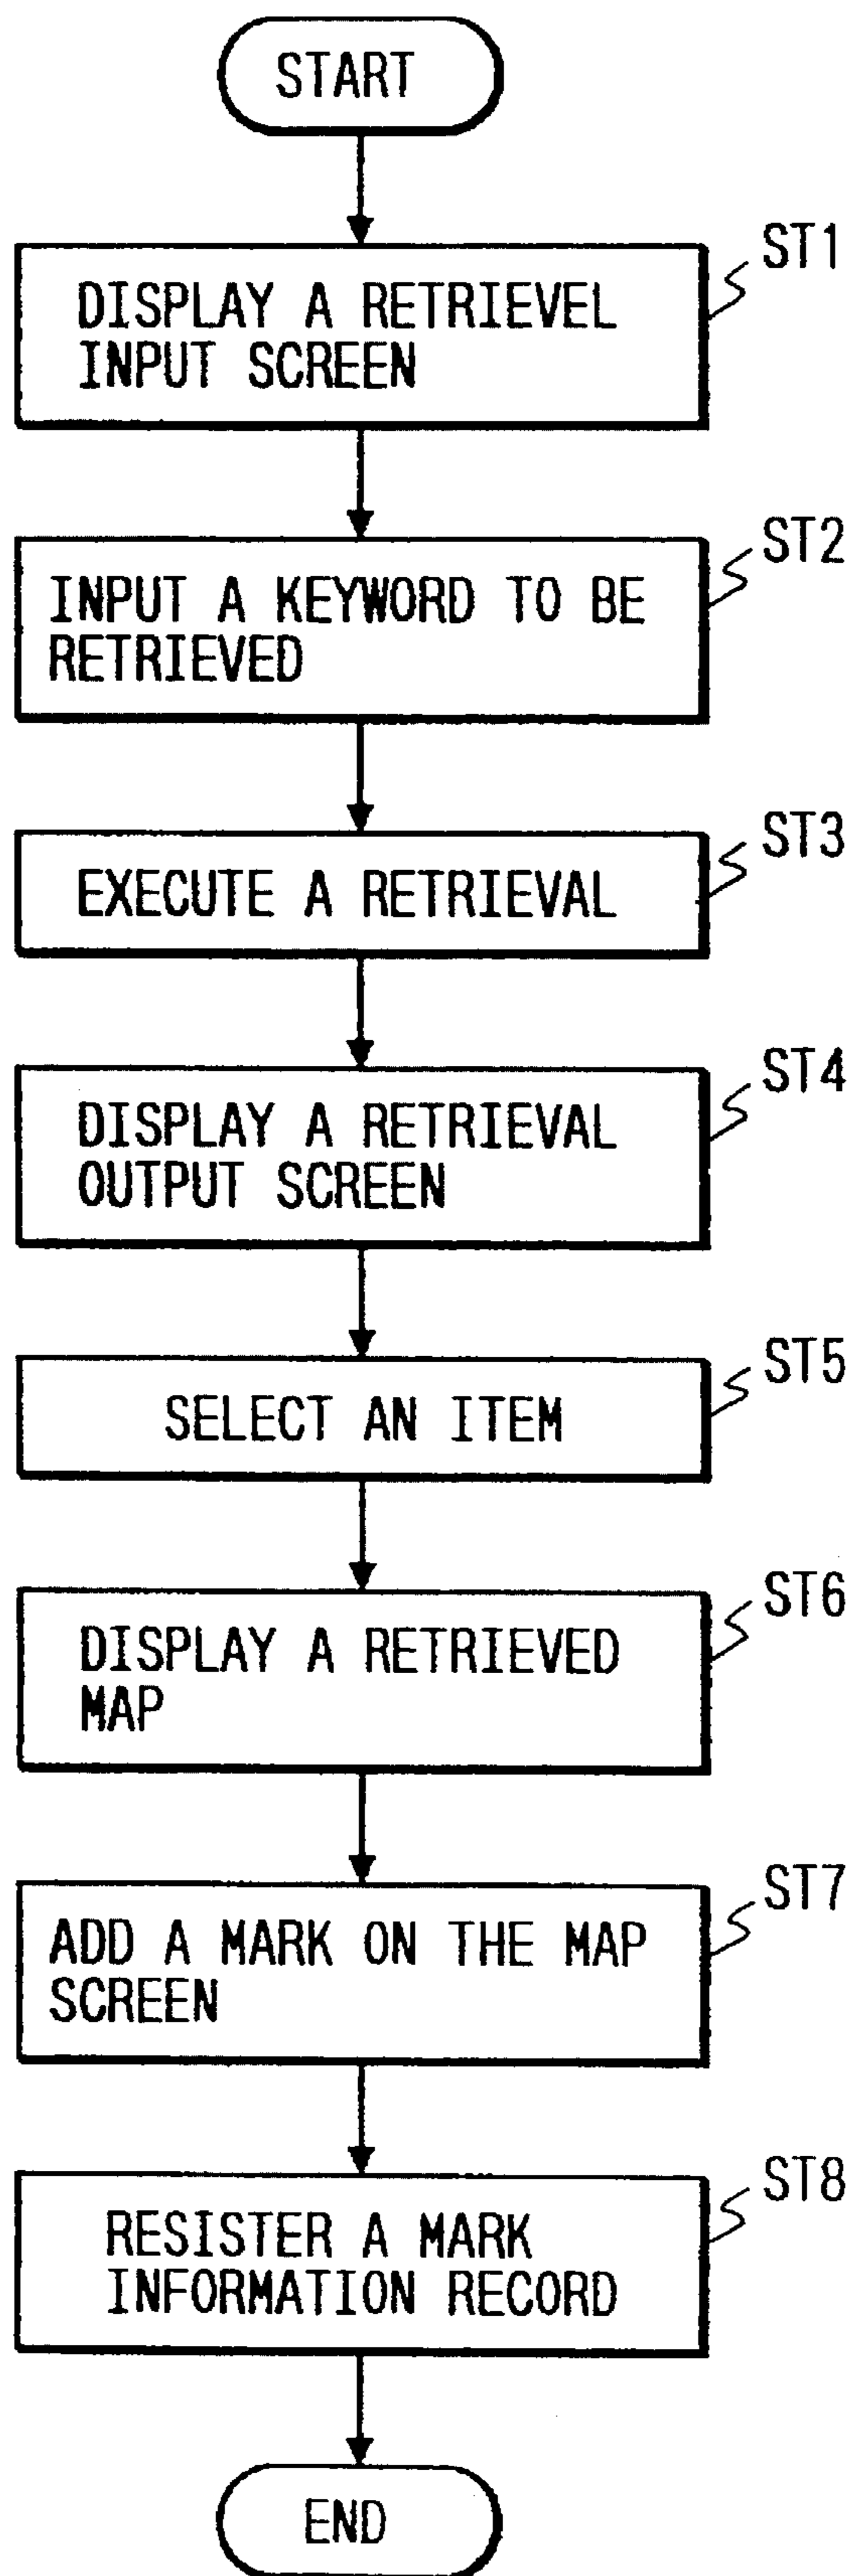 START
ST1
DISPLAY A RETRIEVEL
INPUT SCREEN
ST2
INPUT A KEYWORD TO BE
RETRIEVED
ST3
EXECUTE A RETRIEVAL
ST4
DISPLAY A RETRIEVAL
OUTPUT SCREEN
ST5
SELECT AN ITEM
ST6
DISPLAY A RETRIEVED
MAP
ST7
ADD A MARK ON THE MAP
SCREEN
ST8
RESISTER A MARK
INFORMATION RECORD
END